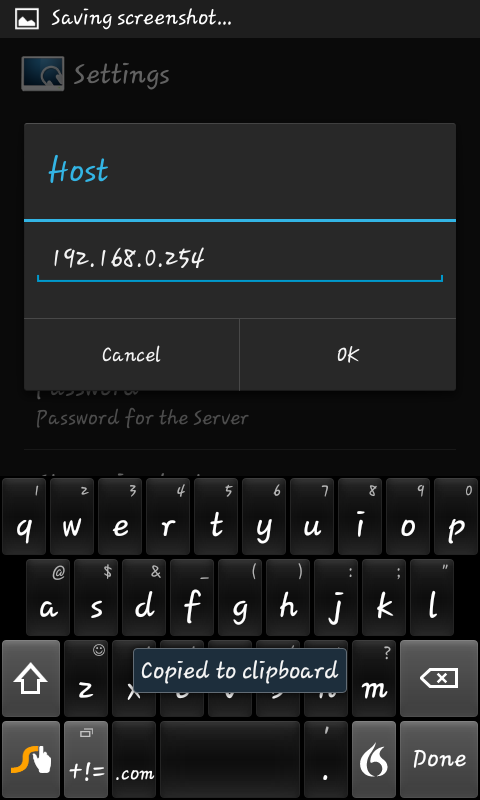 Saving screenshot...
Settings
Host
192.168.0.254
Cancel OK
Password
Password for the Server
1 2 3 4 5 6 7 8 9 0
q w e r t y u i o p
@ $ & _ ( ) : ; "
a s d f g h j k l
?
z x m
Copied to clipboard
+!= .com ' . Done